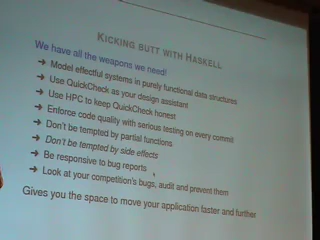 KICKING BUTT WITH HASKELL
We have all the weapons we need!
➔ Model effectful systems in purely functional data structures
➔ Use QuickCheck as your design assistant
➔ Use HPC to keep QuickCheck honest
➔ Enforce code quality with serious testing on every commit
➔ Don't be tempted by partial functions
➔ Don't be tempted by side effects
➔ Be responsive to bug reports
➔ Look at your competition's bugs, audit and prevent them
Gives you the space to move your application faster and further